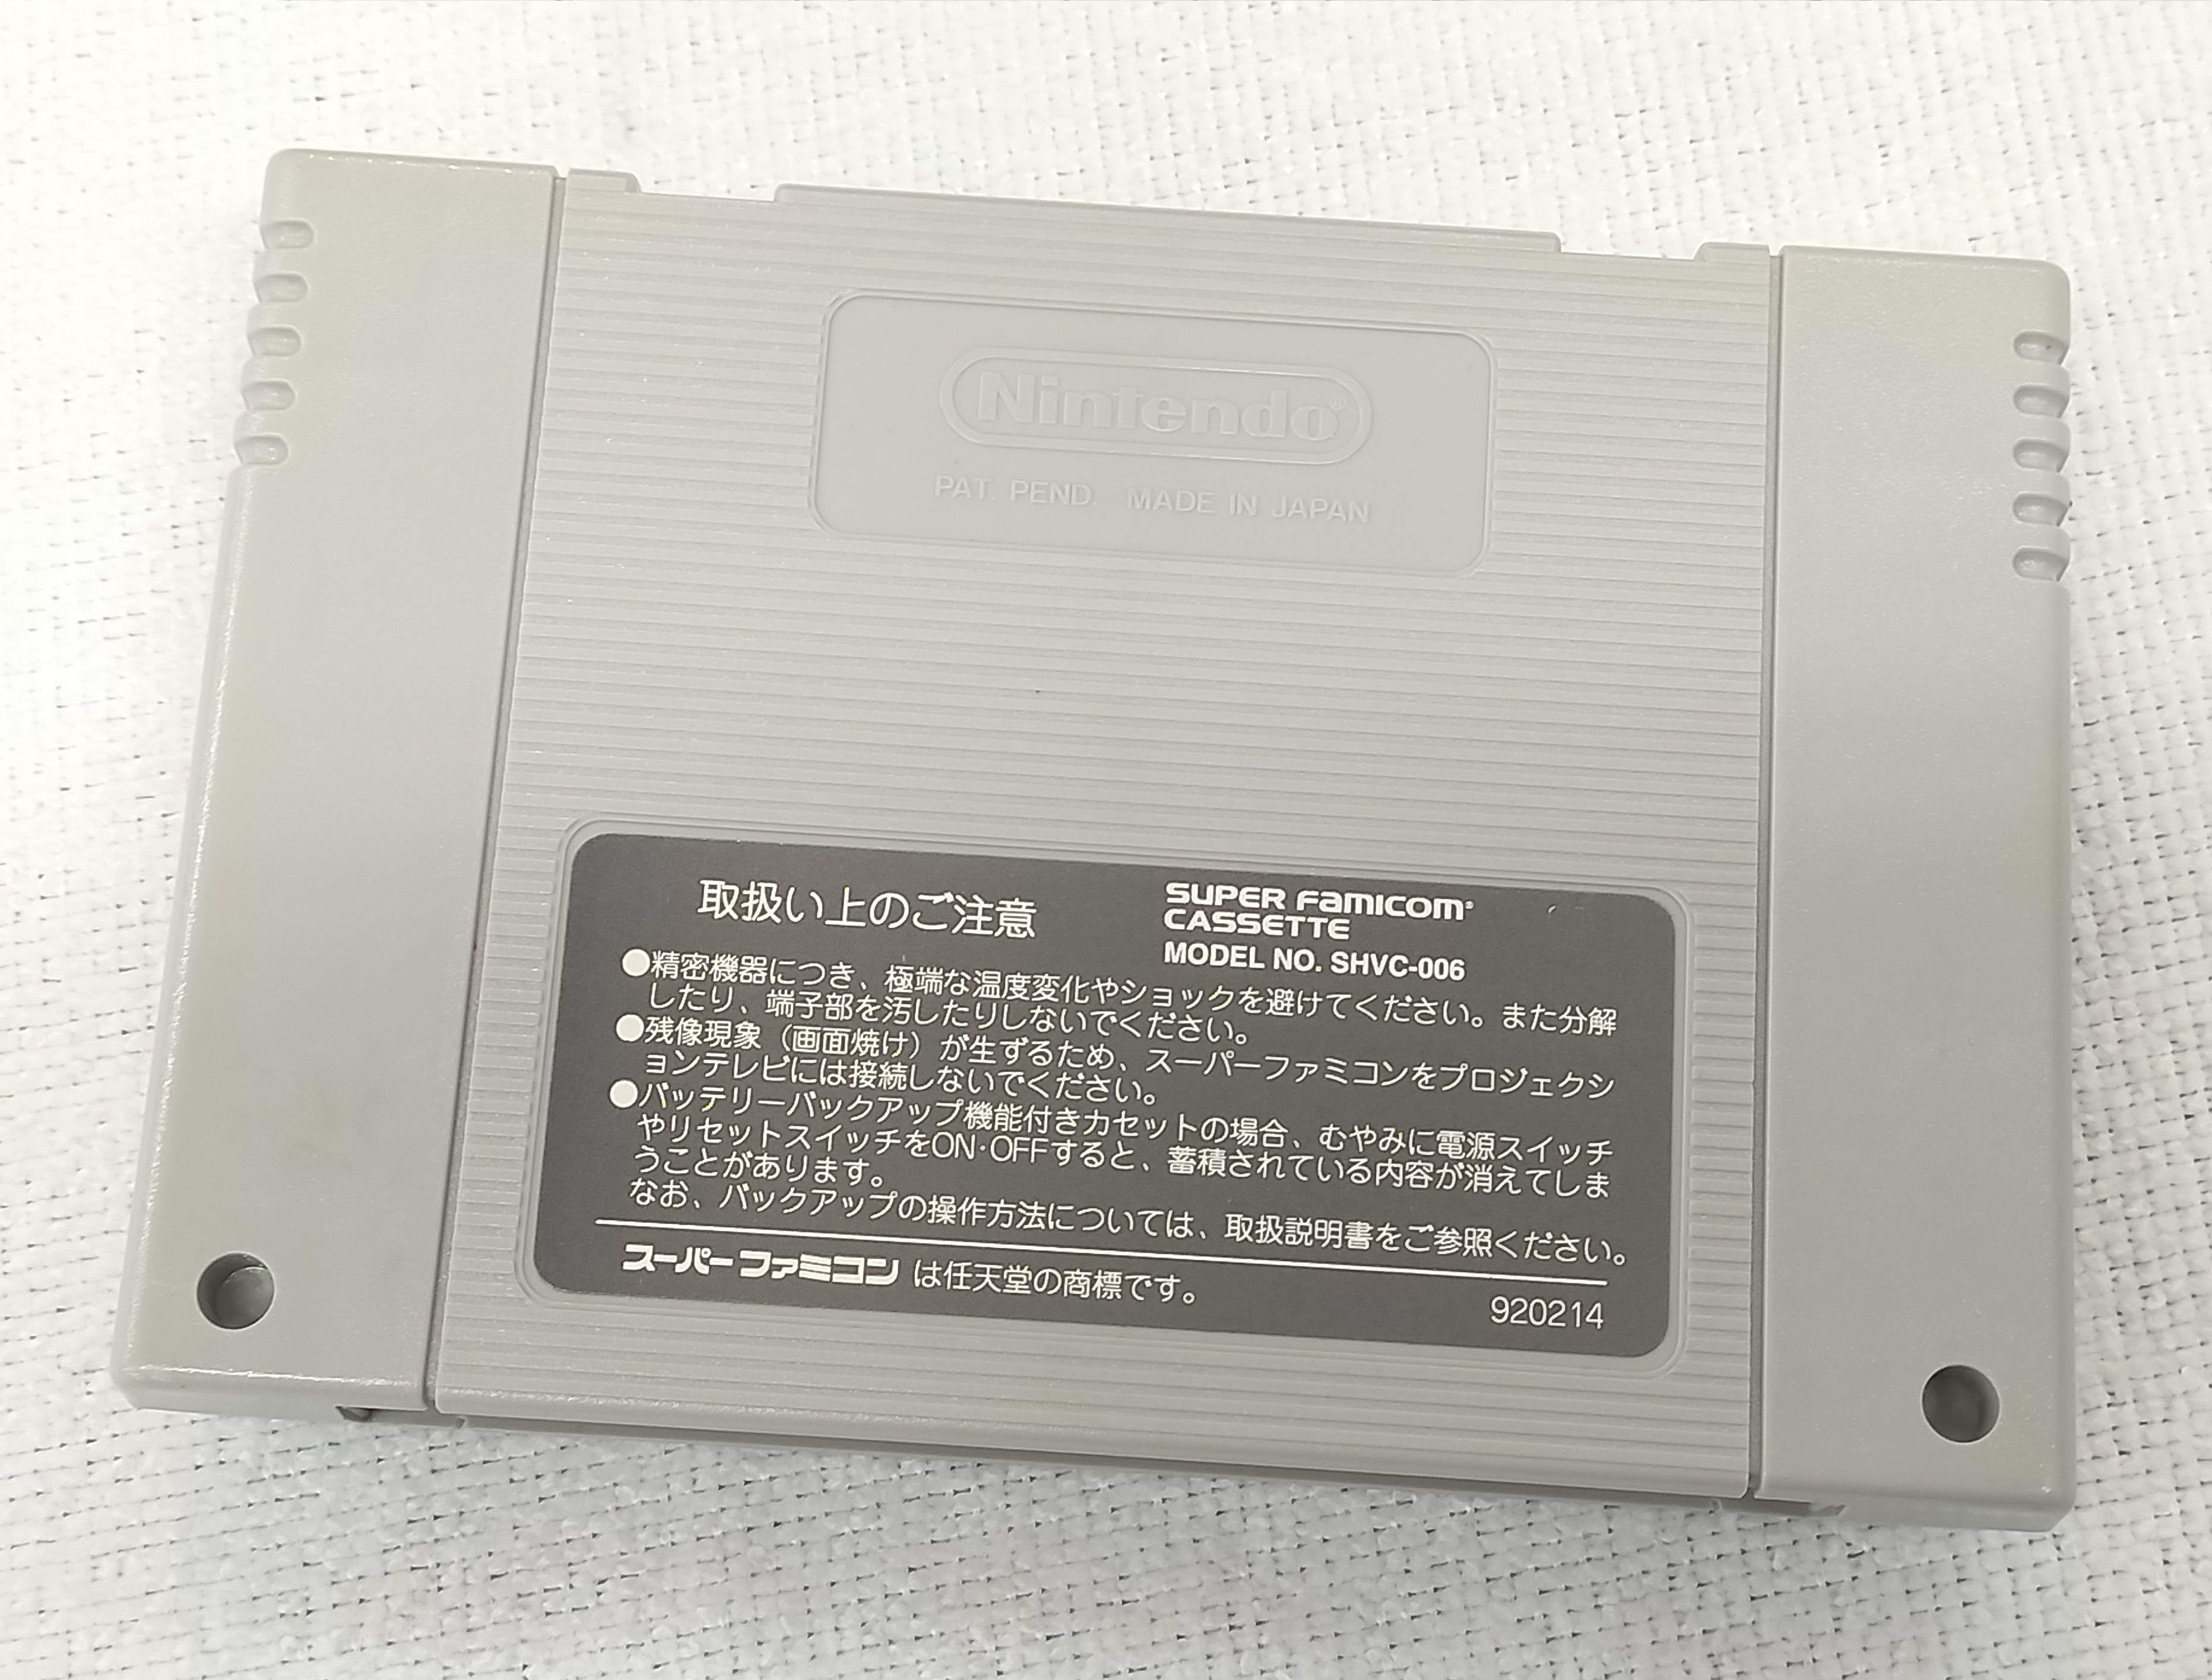 Nintendo®
PAT. PEND. MADE IN JAPAN
取扱い上のご注意
SUPER FAMICOM®
CASSETTE
MODEL NO. SHVC-006
●精密機器につき、極端な温度変化やショックを避けてください。また分解
したり、端子部を汚したりしないでください。
●残像現象（画面焼け）が生ずるため、スーパーファミコンをプロジェクシ
ョンテレビには接続しないでください。
●バッテリーバックアップ機能付きカセットの場合、むやみに電源スイッチ
やリセットスイッチをON･OFFすると、蓄積されている内容が消えてしま
うことがあります。
なお、バックアップの操作方法については、取扱説明書をご参照ください。
スーパーファミコン は任天堂の商標です。
920214